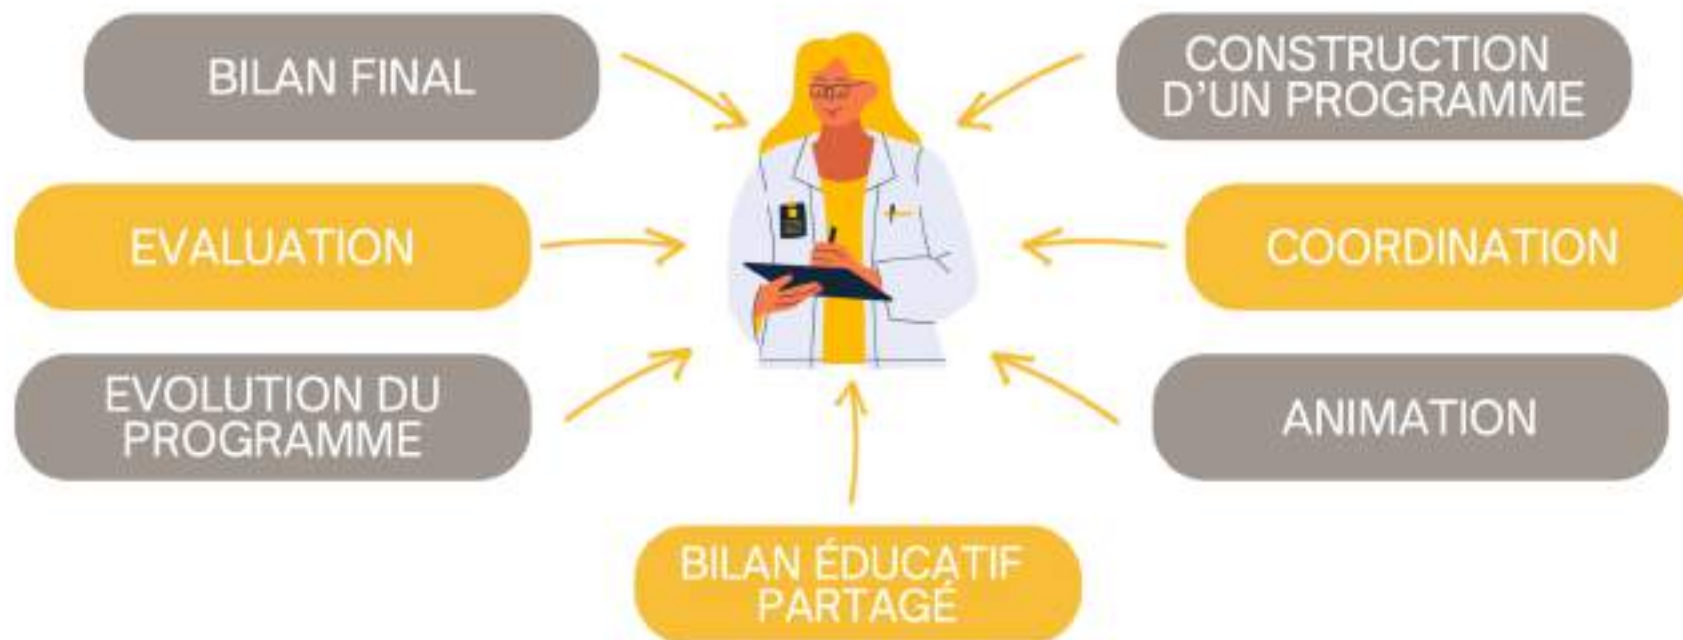 BILAN FINAL
CONSTRUCTION
D'UN PROGRAMME
EVALUATION
COORDINATION
EVOLUTION DU
PROGRAMME
ANIMATION
BILAN ÉDUCATIF
PARTAGÉ